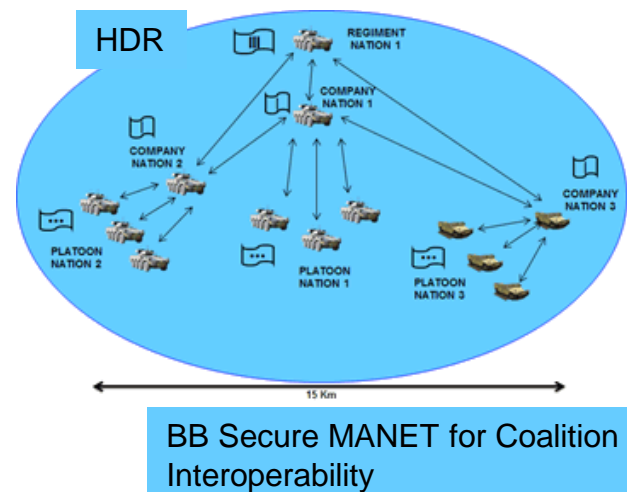 HDR
REGIMENT
NATION 1
COMPANY
NATION 1
COMPANY
NATION 2
COMPANY
NATION 3
PLATOON
NATION 2
PLATOON
NATION 1
PLATOON
NATION 3
15 Km
BB Secure MANET for Coalition
Interoperability